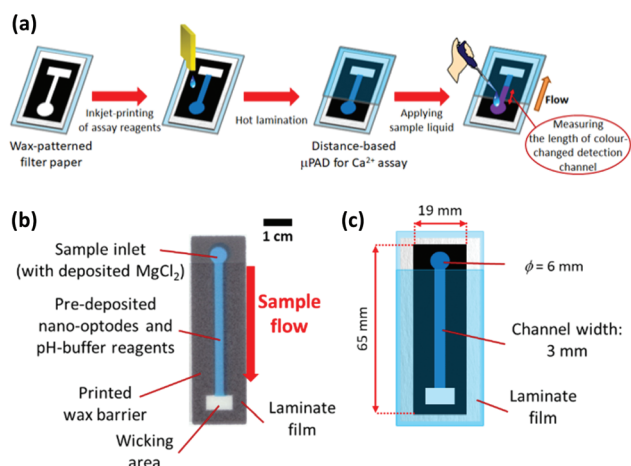 (a)
Wax-patterned
filter paper
Inkjet-printing
of assay reagents
Hot lamination
Distance-based
µPAD for Ca²⁺ assay
Applying
sample liquid
Flow
Measuring
the length of colour-
changed detection
channel
(b)
1 cm
Sample inlet
(with deposited MgCl₂)
Pre-deposited
nano-optodes and
pH-buffer reagents
Printed
wax barrier
Wicking
area
Sample
flow
Laminate
film
(c)
19 mm
65 mm
ϕ = 6 mm
Channel width:
3 mm
Laminate
film